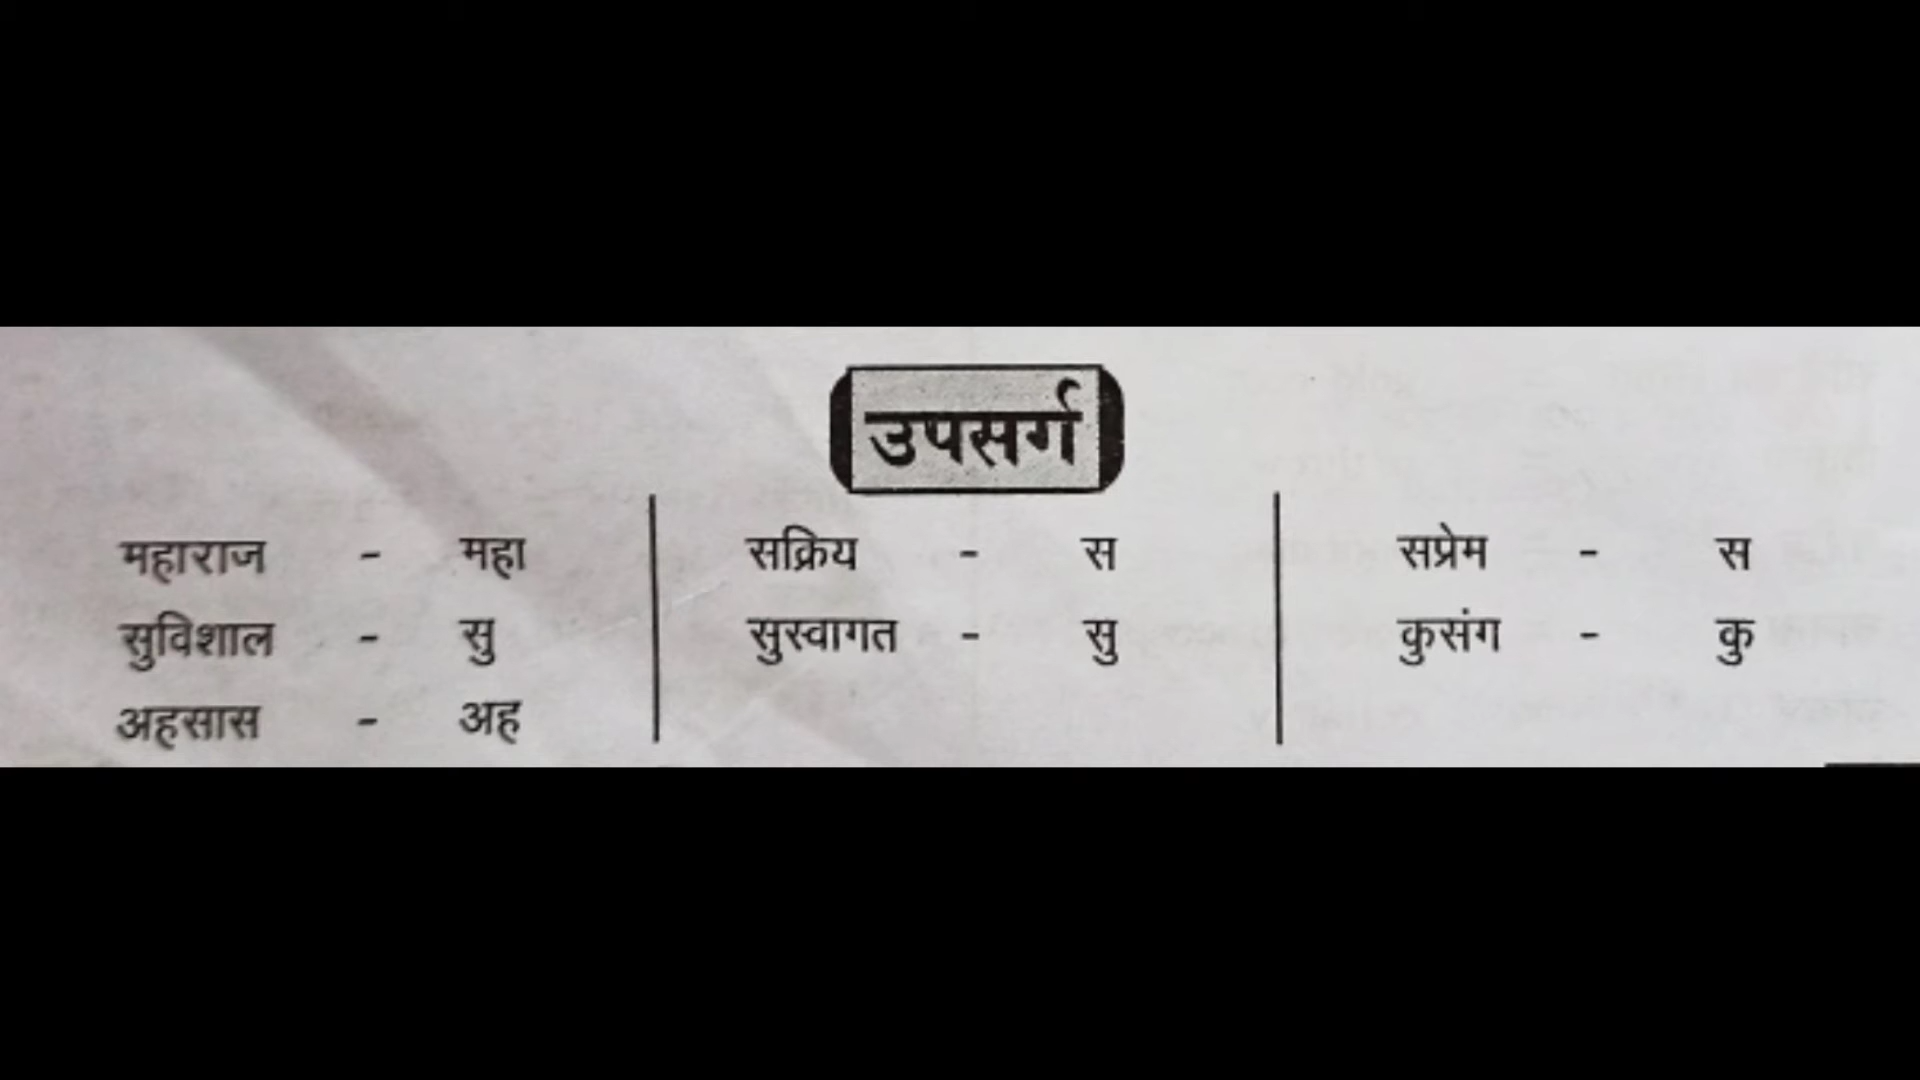 उपसर्ग
महाराज - महा
सुविशाल - सु
अहसास - अह
सक्रिय - स
सुस्वागत - सु
सप्रेम - स
कुसंग - कु